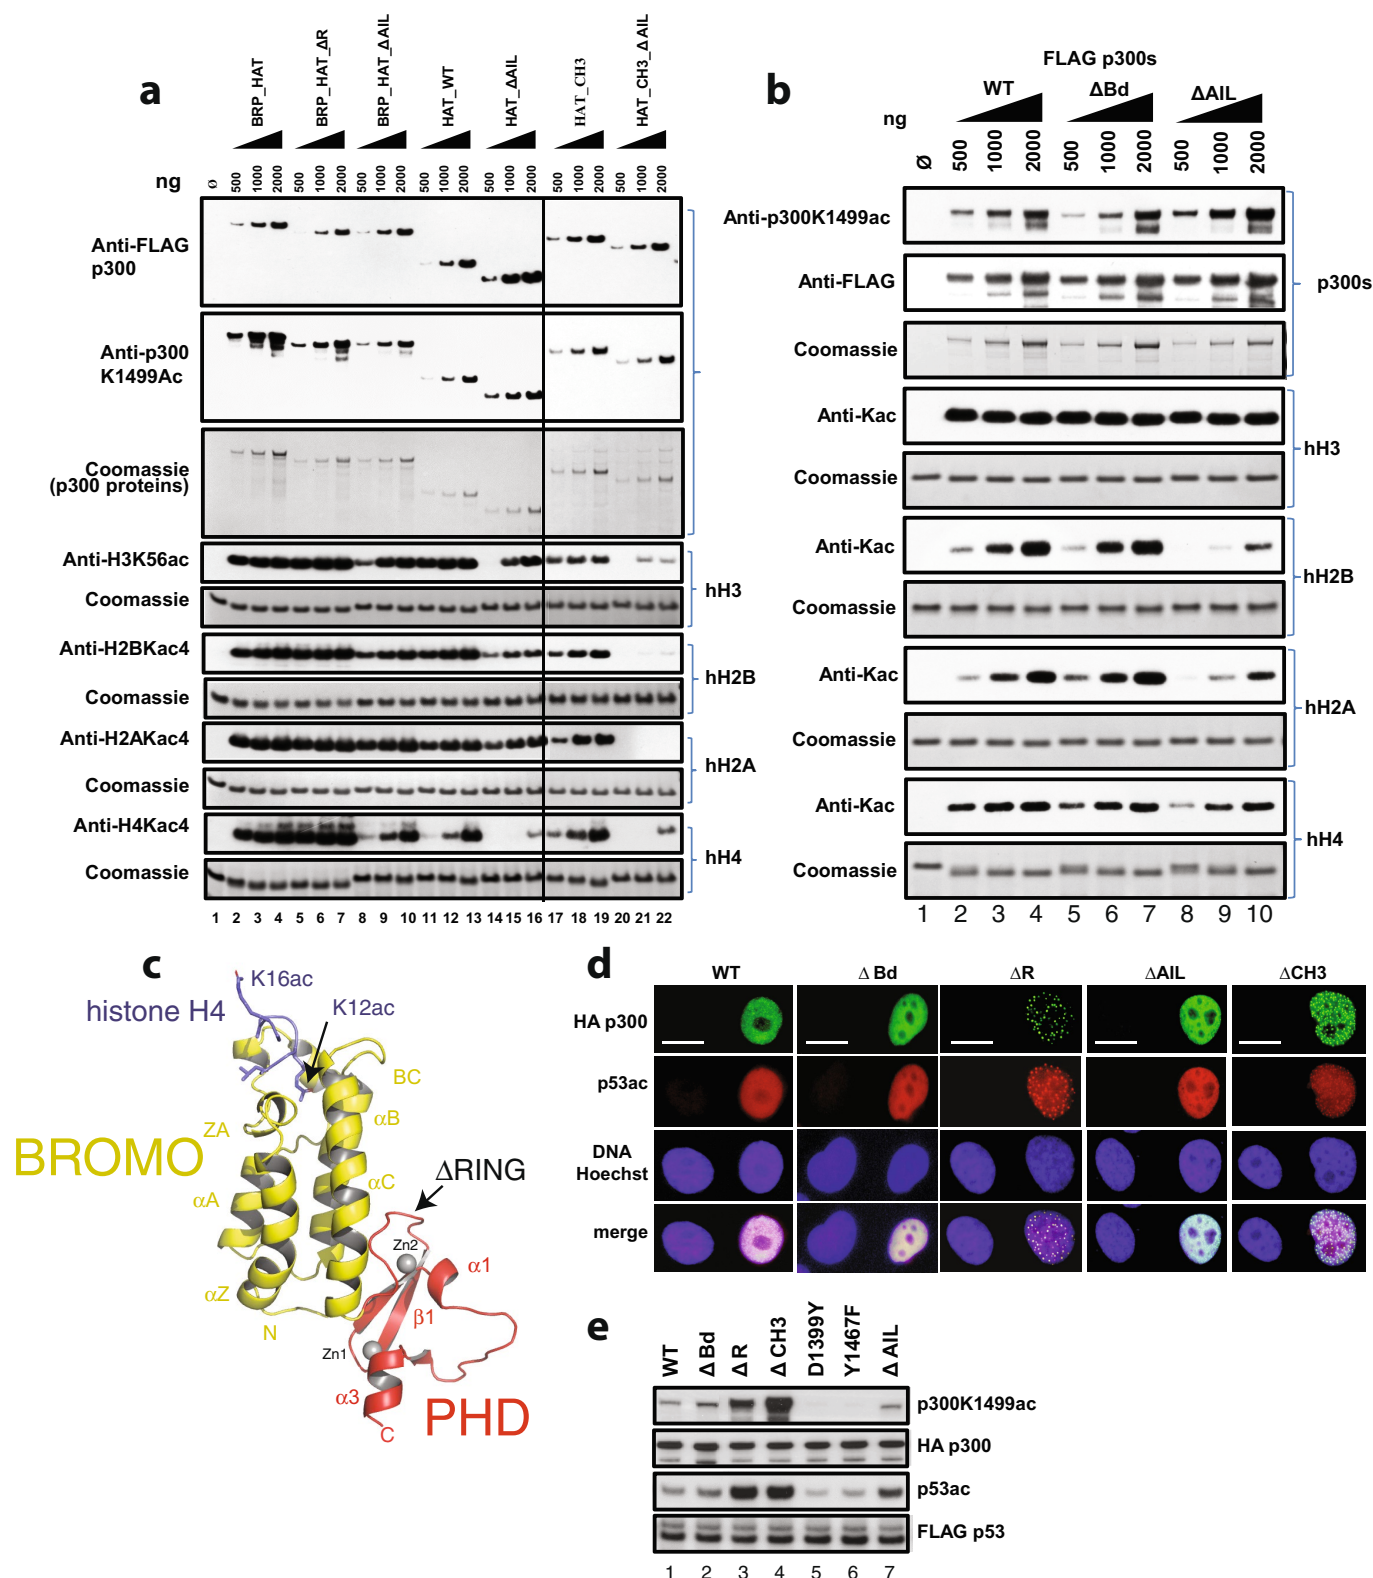 a
BRP_HAT
BRP_HAT_ΔR
BRP_HAT_ΔAIL
HAT_WT
HAT_ΔAIL
HAT_CH3
HAT_CH3_ΔAIL
ng
Ø 500 1000 2000 500 1000 2000 500 1000 2000 500 1000 2000 500 1000 2000 500 1000 2000 500 1000 2000
Anti-FLAG
p300
Anti-p300
K1499Ac
Coomassie
(p300 proteins)
Anti-H3K56ac
Coomassie
hH3
Anti-H2BKac4
Coomassie
hH2B
Anti-H2AKac4
Coomassie
hH2A
Anti-H4Kac4
Coomassie
hH4
1 2 3 4 5 6 7 8 9 10 11 12 13 14 15 16 17 18 19 20 21 22
b
FLAG p300s
WT ΔBd ΔAIL
ng
Ø 500 1000 2000 500 1000 2000 500 1000 2000
Anti-p300K1499ac
Anti-FLAG
p300s
Coomassie
Anti-Kac
hH3
Coomassie
Anti-Kac
hH2B
Coomassie
Anti-Kac
hH2A
Coomassie
Anti-Kac
hH4
Coomassie
1 2 3 4 5 6 7 8 9 10
c
K16ac
histone H4
K12ac
BC
ZA
αB
BROMO
αA
αC
ΔRING
Zn2
α1
αZ
β1
N
Zn1
α3
PHD
C
d
WT Δ Bd ΔR ΔAIL ΔCH3
HA p300
p53ac
DNA
Hoechst
merge
e
WT Δ Bd Δ R Δ CH3 D1399Y Y1467F Δ AIL
p300K1499ac
HA p300
p53ac
FLAG p53
1 2 3 4 5 6 7